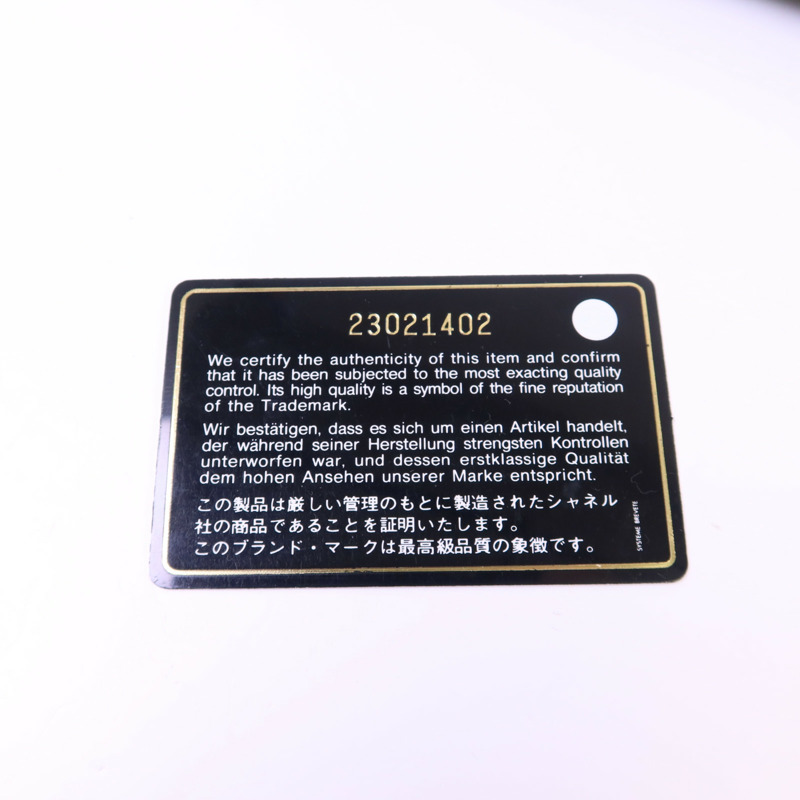 23021402
We certify the authenticity of this item and confirm
that it has been subjected to the most exacting quality
control. Its high quality is a symbol of the fine reputation
of the Trademark.
Wir bestätigen, dass es sich um einen Artikel handelt,
der während seiner Herstellung strengsten Kontrollen
unterworfen war, und dessen erstklassige Qualität
dem hohen Ansehen unserer Marke entspricht.
この製品は厳しい管理のもとに製造されたシャネル
社の商品であることを証明いたします。
このブランド・マークは最高級品質の象徴です。
SYSTEME BREVETE